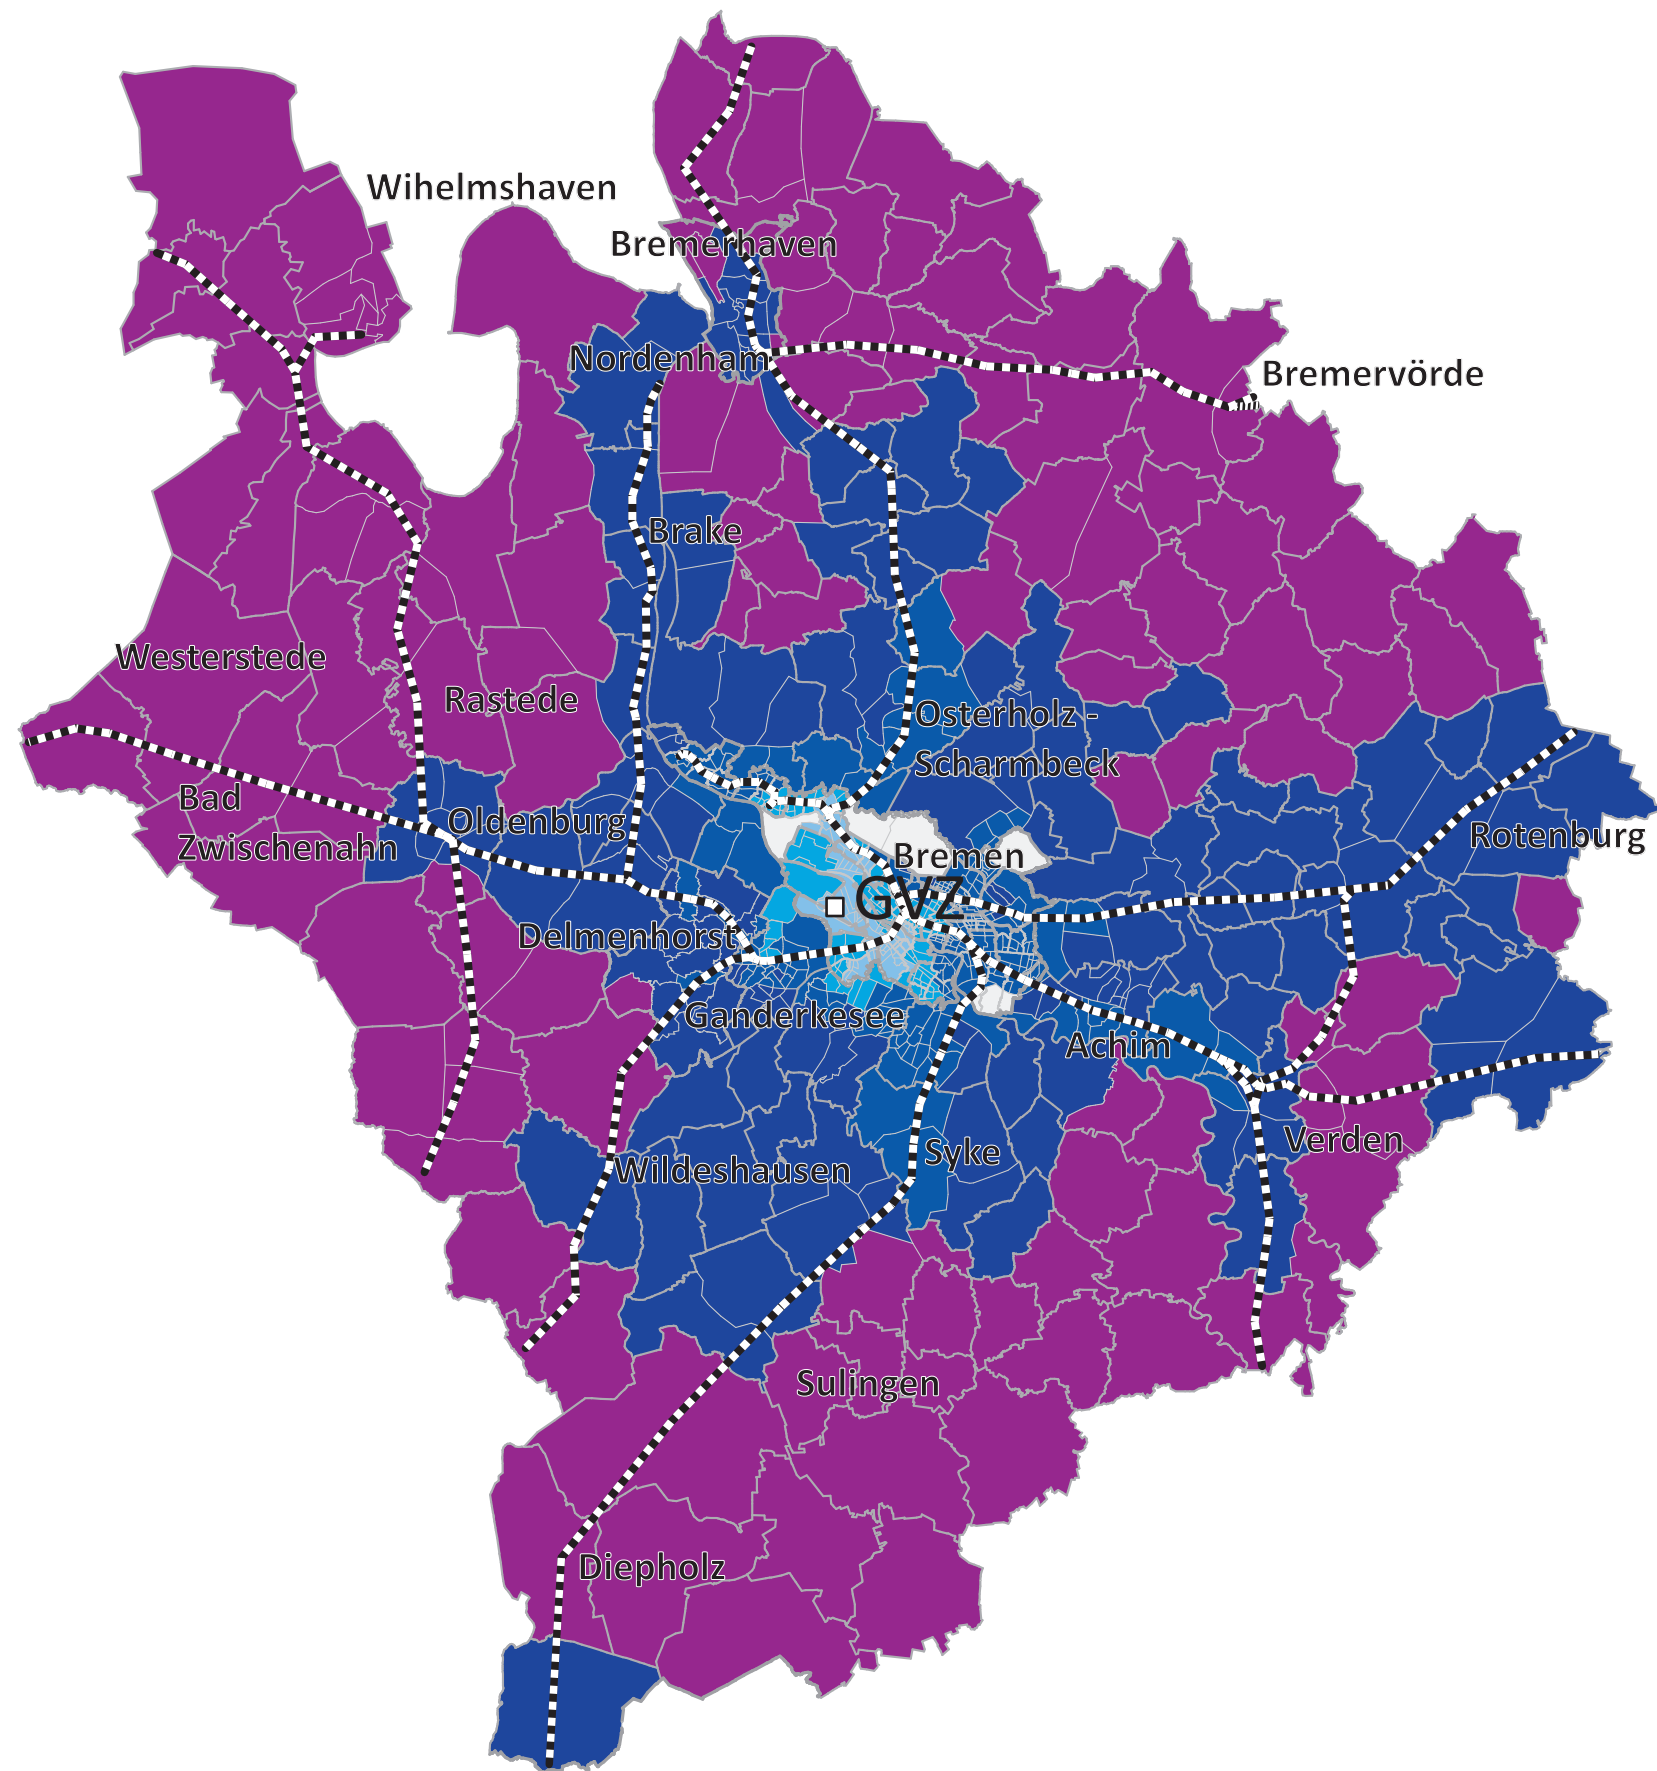 Wihelmshaven
Bremerhaven
Nordenham
Bremervörde
Brake
Westerstede
Rastede
Osterholz -
Scharmbeck
Bad
Zwischenahn
Oldenburg
Rotenburg
Bremen
GVZ
Delmenhorst
Ganderkesee
Achim
Verden
Syke
Wildeshausen
Sulingen
Diepholz